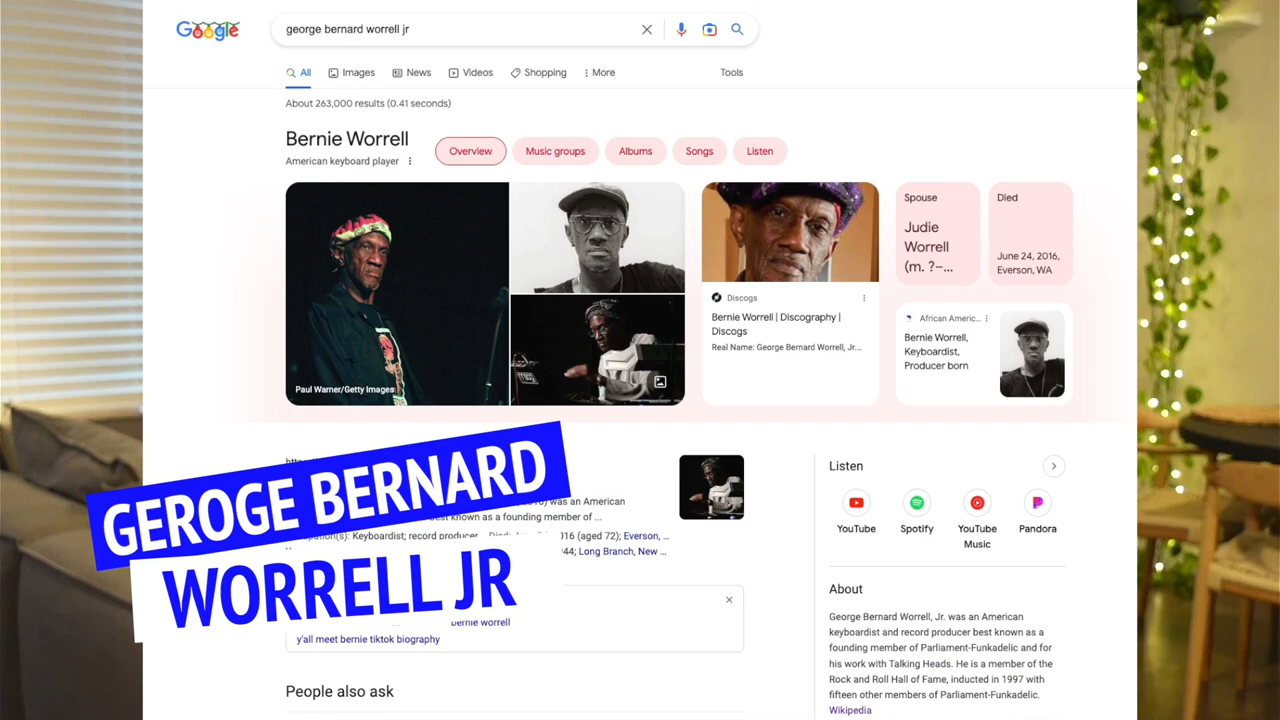 Google
george bernard worrell jr
All
Images
News
Videos
Shopping
More
Tools
About 263,000 results (0.41 seconds)
Bernie Worrell
American keyboard player
Overview
Music groups
Albums
Songs
Listen
Paul Warner/Getty Images
Discogs
Bernie Worrell | Discography |
Discogs
Real Name: George Bernard Worrell, Jr....
Spouse
Judie
Worrell
(m. ?–...
Died
June 24, 2016,
Everson, WA
African Americ...
Bernie Worrell,
Keyboardist,
Producer born
GEROGE BERNARD
WORRELL JR
was an American
known as a founding member of ...
Keyboardist; record producer
016 (aged 72); Everson, ...
944; Long Branch, New ...
bernie worrell
y'all meet bernie tiktok biography
People also ask
Listen
YouTube
Spotify
YouTube
Music
Pandora
About
George Bernard Worrell, Jr. was an American
keyboardist and record producer best known as a
founding member of Parliament-Funkadelic and for
his work with Talking Heads. He is a member of the
Rock and Roll Hall of Fame, inducted in 1997 with
fifteen other members of Parliament-Funkadelic.
Wikipedia